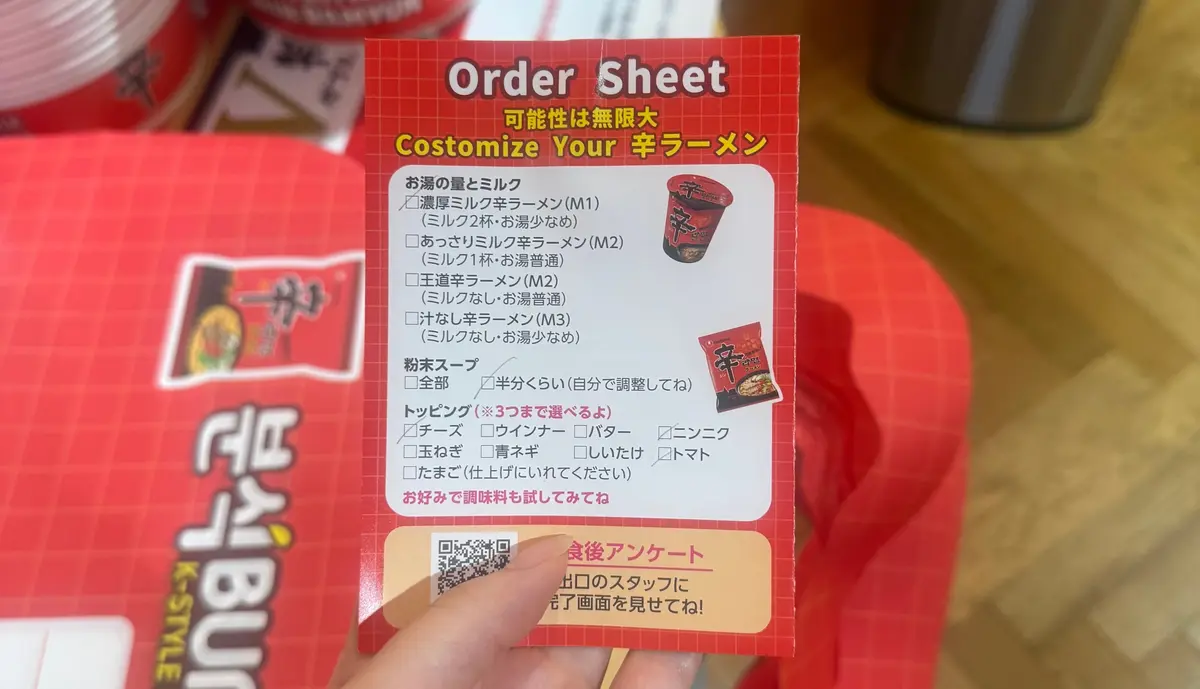 Order Sheet
可能性は無限大
Costomize Your 辛ラーメン
お湯の量とミルク
□濃厚ミルク辛ラーメン(M1)
(ミルク2杯・お湯少なめ)
□あっさりミルク辛ラーメン(M2)
(ミルク1杯・お湯普通)
□王道辛ラーメン(M2)
(ミルクなし・お湯普通)
□汁なし辛ラーメン(M3)
(ミルクなし・お湯少なめ)
粉末スープ
□全部 □半分くらい(自分で調整してね)
トッピング(※3つまで選べるよ)
□チーズ □ウインナー □バター □ニンニク
□玉ねぎ □青ネギ □しいたけ □トマト
□たまご(仕上げにいれてください)
お好みで調味料も試してみてね
食後アンケート
出口のスタッフに
完了画面を見せてね!
辛
辛
辛
분식BUN
K-STYLE
辛